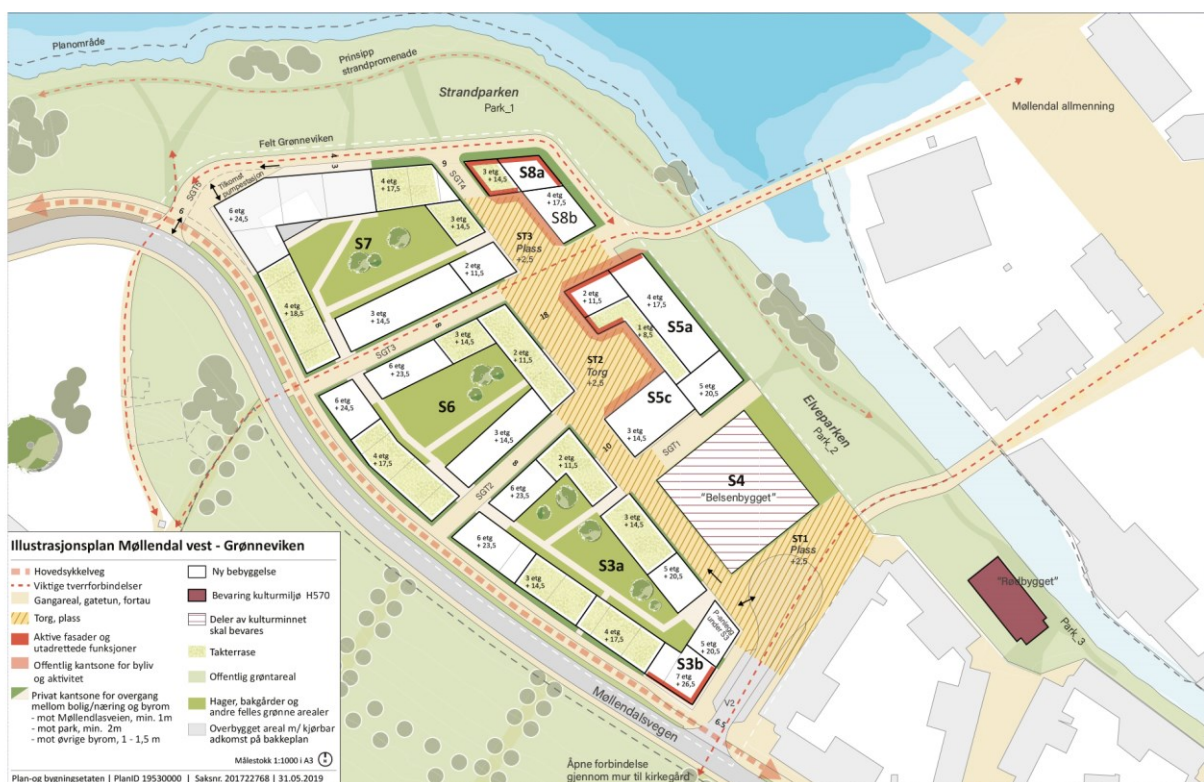 Planområde
Prinsipp
strandpromenade
Strandparken
Park_1
Møllendal allmenning
Felt Grønneviken
4
3
9
SGT4
SGT5
6
Tilkomst
pumpestasjon
6 etg
+ 24,5
4 etg
+ 17,5
3 etg
+ 14,5
S7
2 etg
+ 11,5
3 etg
+ 14,5
4 etg
+ 18,5
3 etg
+ 14,5
S8a
4 etg
+ 17,5
S8b
ST3
Plass
+2,5
18
2 etg
+ 11,5
4 etg
+ 17,5
S5a
1 etg
+ 8,5
5 etg
+ 20,5
ST2
Torg
+2,5
S5c
3 etg
+ 14,5
SGT1
10
SGT3
8
6 etg
+ 23,5
3 etg
+ 14,5
2 etg
+ 11,5
S6
6 etg
+ 24,5
3 etg
+ 14,5
4 etg
+ 17,5
SGT2
8
Elveparken
Park_2
S4
"Belsenbygget"
ST1
Plass
+2,5
2 etg
+ 11,5
6 etg
+ 23,5
3 etg
+ 14,5
6 etg
+ 23,5
S3a
5 etg
+ 20,5
3 etg
+ 14,5
4 etg
+ 17,5
P-anlegg
under S3
5 etg
+ 20,5
S3b
7 etg
+ 26,5
V2
6.5
"Rødbygget"
Park_3
Møllendalsvegen
Åpne forbindelse
gjennom mur til kirkegård
Illustrasjonsplan Møllendal vest - Grønneviken
Hovedsykkelveg
Viktige tverrforbindelser
Gangareal, gatetun, fortau
Torg, plass
Aktive fasader og
utadrettede funksjoner
Offentlig kantsone for byliv
og aktivitet
Privat kantsone for overgang
mellom bolig/næring og byrom
- mot Møllendlasveien, min. 1m
- mot park, min. 2m
- mot øvrige byrom, 1 - 1,5 m
Ny bebyggelse
Bevaring kulturmiljø H570
Deler av kulturminnet
skal bevares
Takterrase
Offentlig grøntareal
Hager, bakgårder og
andre felles grønne arealer
Overbygget areal m/ kjørbar
adkomst på bakkeplan
Målestokk 1:1000 i A3
Plan-og bygningsetaten | PlanID 19530000 | Saksnr. 201722768 | 31.05.2019